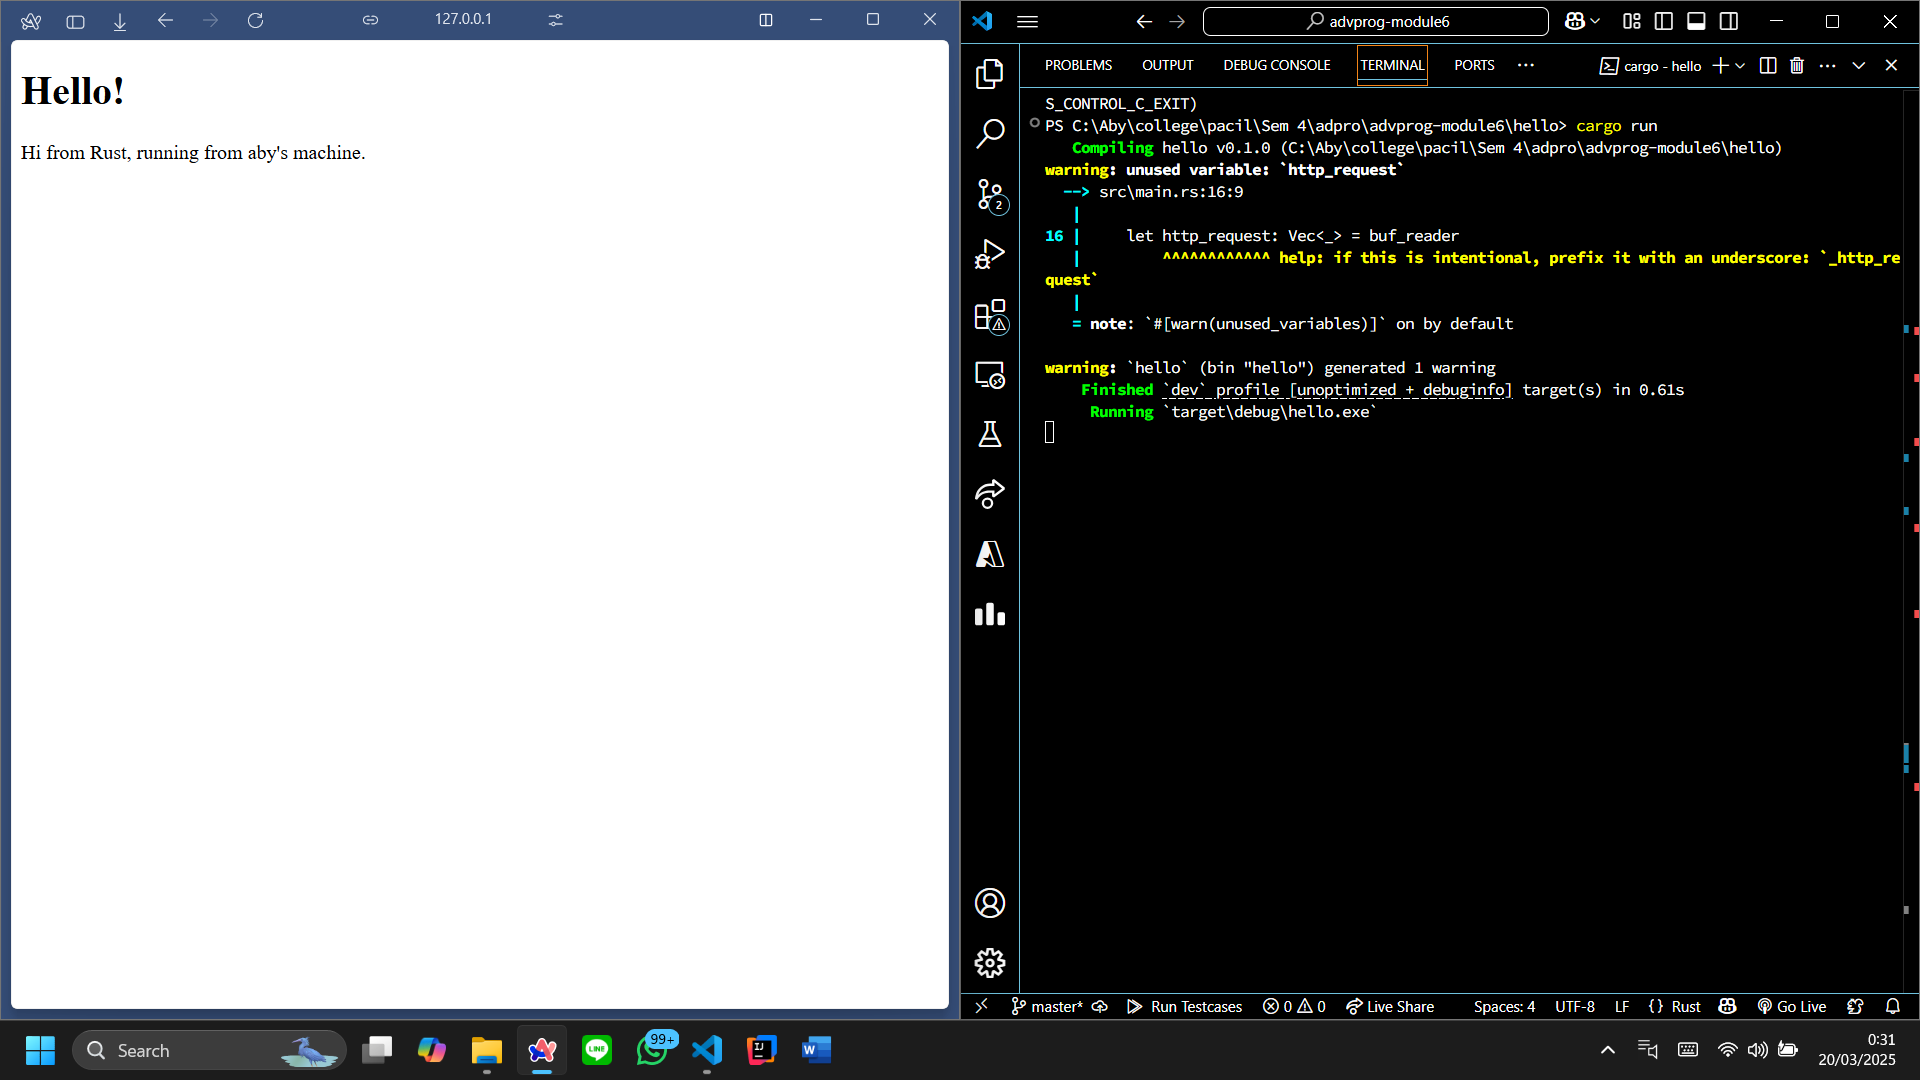 127.0.0.1
Hello!
Hi from Rust, running from aby's machine.
advprog-module6
PROBLEMS OUTPUT DEBUG CONSOLE TERMINAL PORTS ··· cargo - hello
S_CONTROL_C_EXIT)
PS C:\Aby\college\pacil\Sem 4\adpro\advprog-module6\hello> cargo run
   Compiling hello v0.1.0 (C:\Aby\college\pacil\Sem 4\adpro\advprog-module6\hello)
warning: unused variable: `http_request`
  --> src\main.rs:16:9
   |
16 |     let http_request: Vec<_> = buf_reader
   |         ^^^^^^^^^^^^ help: if this is intentional, prefix it with an underscore: `_http_re
quest`
   |
   = note: `#[warn(unused_variables)]` on by default
warning: `hello` (bin "hello") generated 1 warning
    Finished `dev` profile [unoptimized + debuginfo] target(s) in 0.61s
     Running `target\debug\hello.exe`
2
master* Run Testcases 0 0 Live Share Spaces: 4 UTF-8 LF {} Rust Go Live
Search
LINE
99+
IJ
W
0:31
20/03/2025